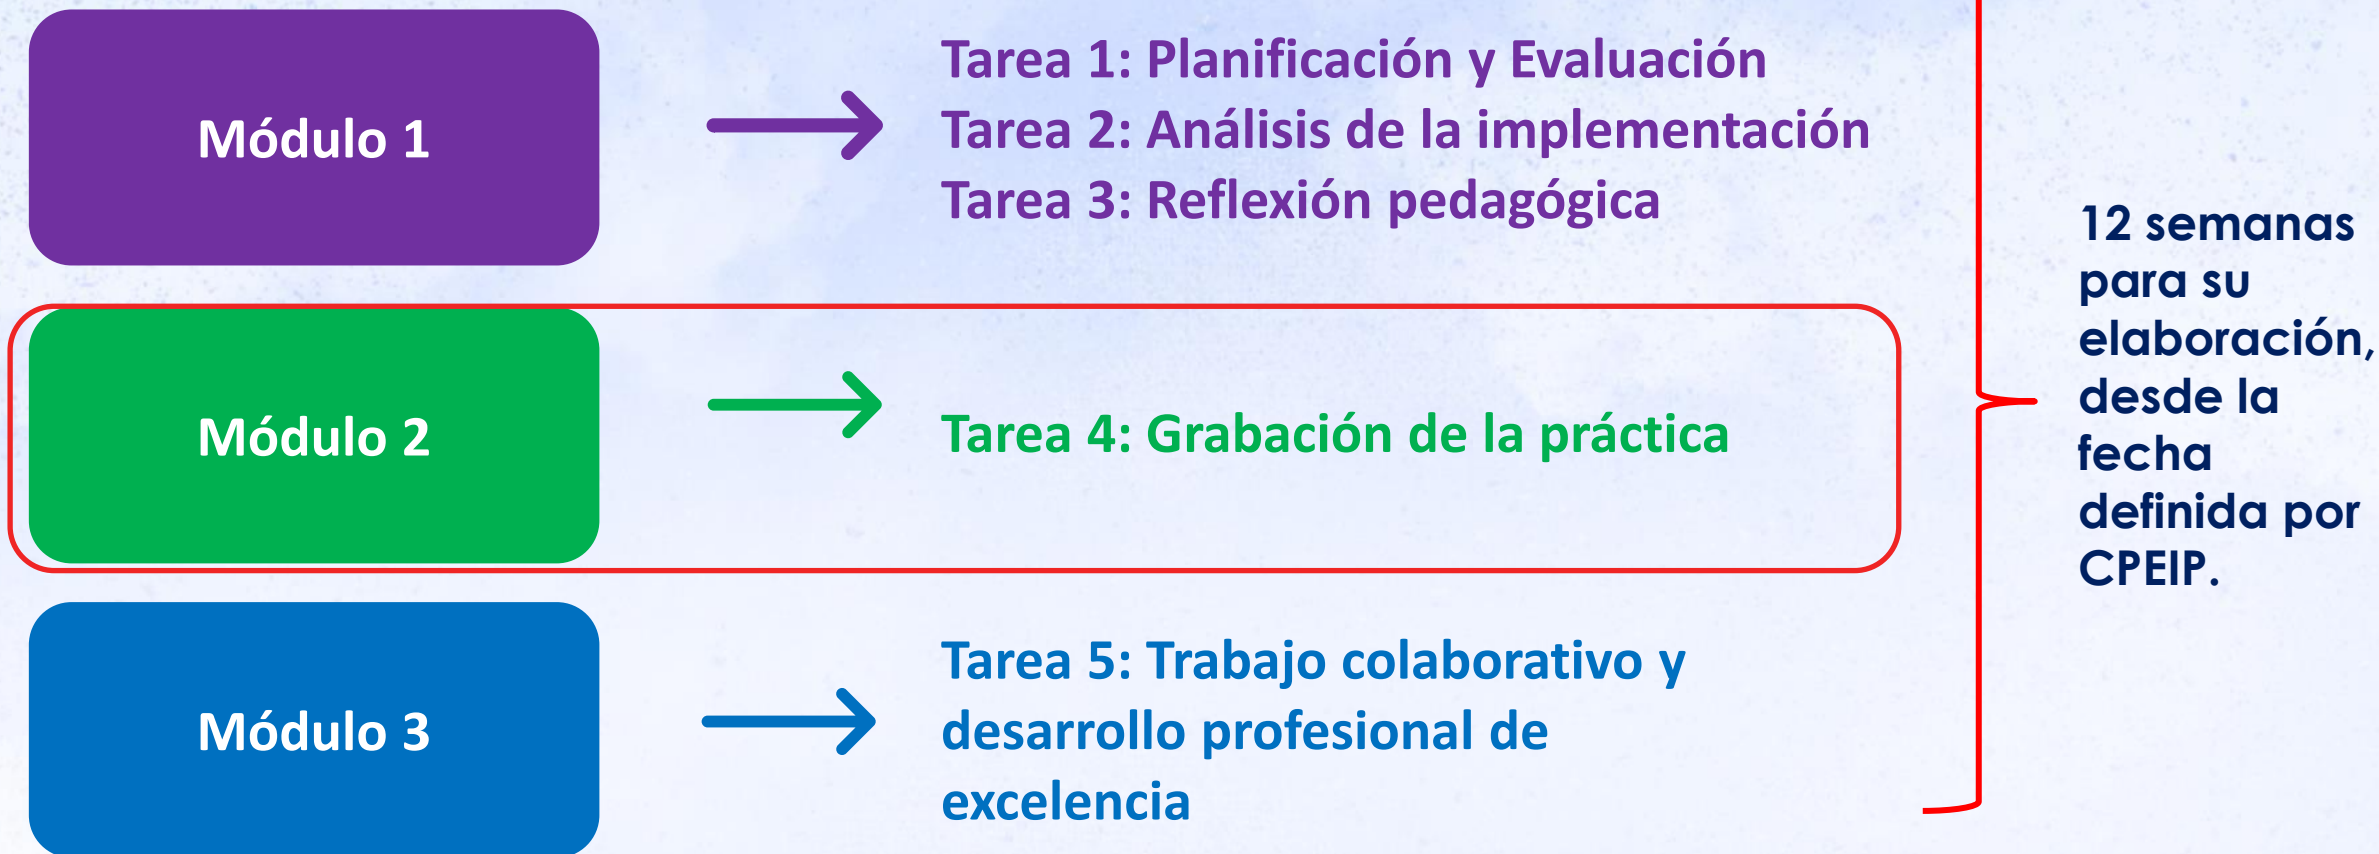 Módulo 1
Tarea 1: Planificación y Evaluación
Tarea 2: Análisis de la implementación
Tarea 3: Reflexión pedagógica
Módulo 2
Tarea 4: Grabación de la práctica
Módulo 3
Tarea 5: Trabajo colaborativo y
desarrollo profesional de
excelencia
12 semanas
para su
elaboración,
desde la
fecha
definida por
CPEIP.